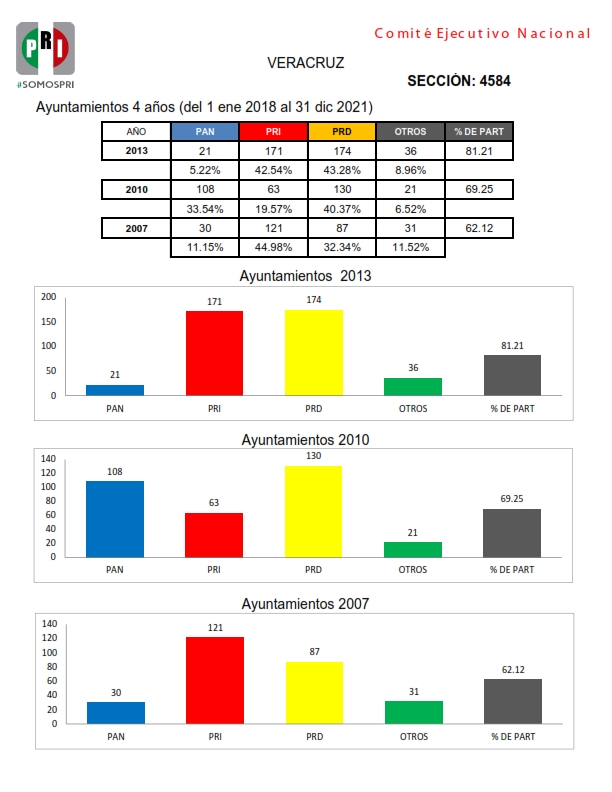 Comité Ejecutivo Nacional
PRI
#SOMOSPRI
VERACRUZ
SECCIÓN: 4584
Ayuntamientos 4 años (del 1 ene 2018 al 31 dic 2021)
AÑO PAN PRI PRD OTROS % DE PART
2013 21 171 174 36 81.21
5.22% 42.54% 43.28% 8.96%
2010 108 63 130 21 69.25
33.54% 19.57% 40.37% 6.52%
2007 30 121 87 31 62.12
11.15% 44.98% 32.34% 11.52%
Ayuntamientos 2013
200
150
100
50
0
21 171 174 36 81.21
PAN PRI PRD OTROS % DE PART
Ayuntamientos 2010
140
120
100
80
60
40
20
0
108 63 130 21 69.25
PAN PRI PRD OTROS % DE PART
Ayuntamientos 2007
140
120
100
80
60
40
20
0
30 121 87 31 62.12
PAN PRI PRD OTROS % DE PART